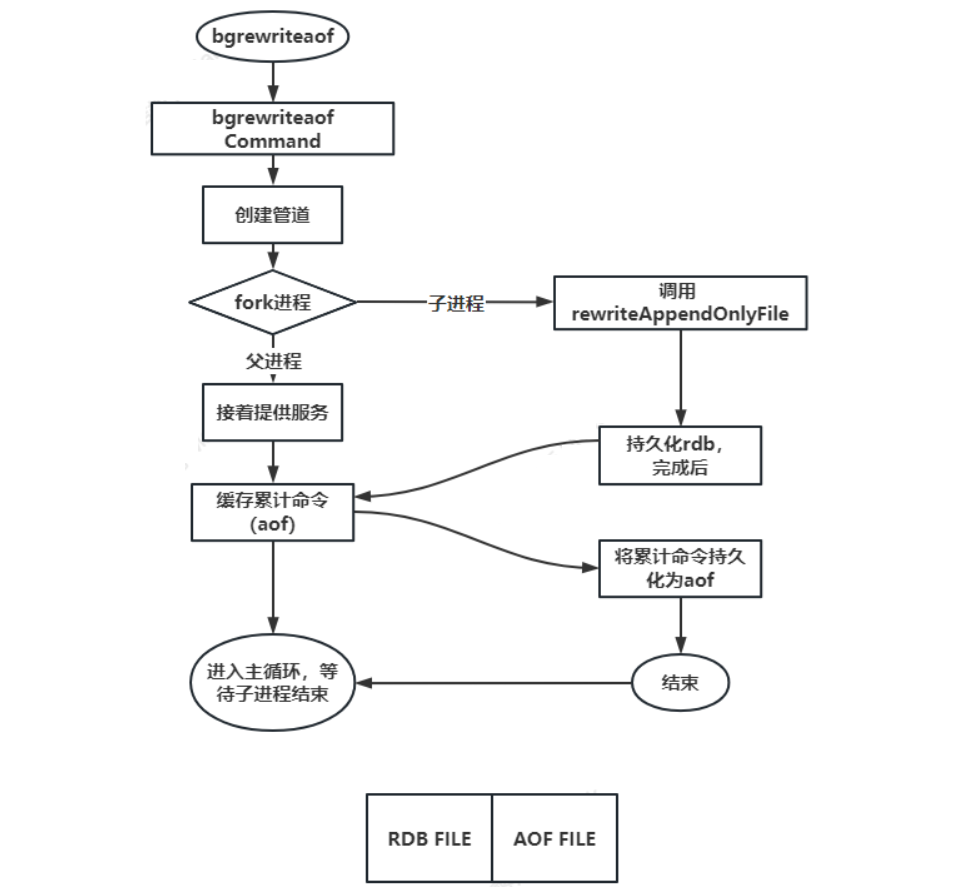 bgrewriteaof
bgrewriteaof
Command
创建管道
fork进程
子进程
调用
rewriteAppendOnlyFile
父进程
接着提供服务
持久化rdb，
完成后
缓存累计命令
(aof)
将累计命令持久
化为aof
进入主循环，等
待子进程结束
结束
RDB FILE
AOF FILE